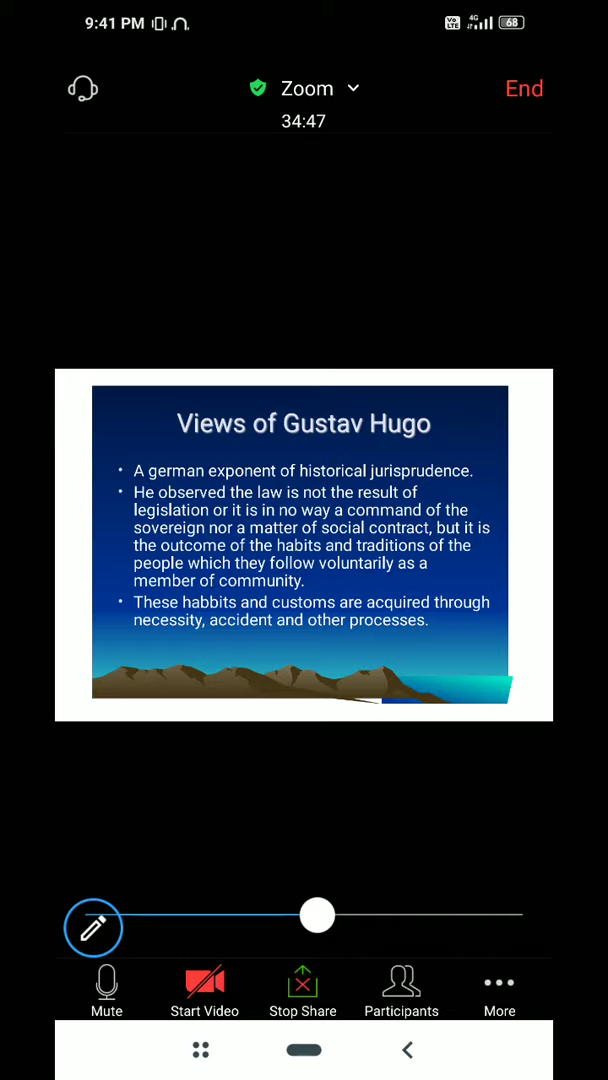 9:41 PM
Vo LTE 4G 68
Zoom
End
34:47
Views of Gustav Hugo
• A german exponent of historical jurisprudence.
• He observed the law is not the result of
legislation or it is in no way a command of the
sovereign nor a matter of social contract, but it is
the outcome of the habits and traditions of the
people which they follow voluntarily as a
member of community.
• These habbits and customs are acquired through
necessity, accident and other processes.
Mute Start Video Stop Share Participants More